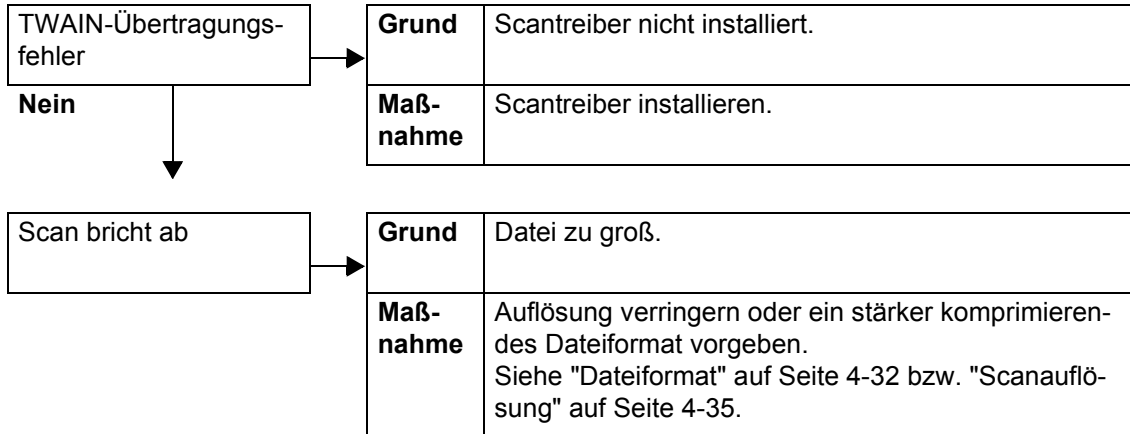 TWAIN-Übertragungs-
fehler
Grund
Scantreiber nicht installiert.
Nein
Maß-
nahme
Scantreiber installieren.
Scan bricht ab
Grund
Datei zu groß.
Maß-
nahme
Auflösung verringern oder ein stärker komprimieren-
des Dateiformat vorgeben.
Siehe "Dateiformat" auf Seite 4-32 bzw. "Scanauflö-
sung" auf Seite 4-35.